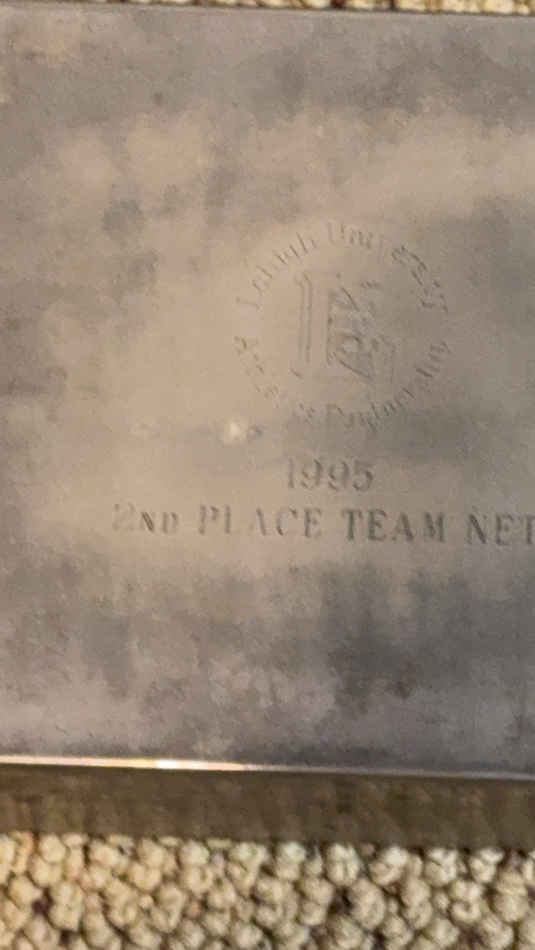 Lehigh University
1995
2ND PLACE TEAM NET